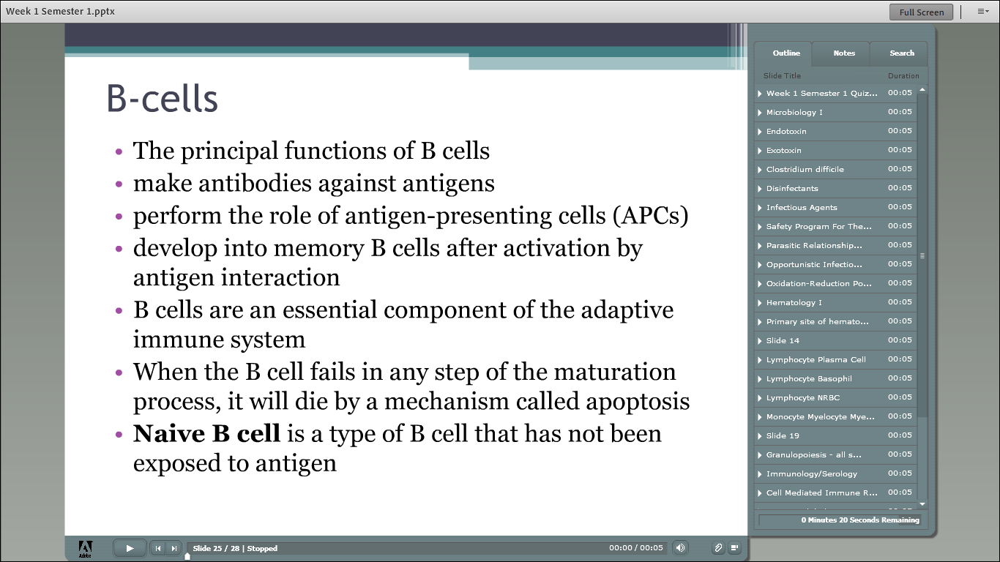 Week 1 Semester 1.pptx
Full Screen
B-cells
• The principal functions of B cells
• make antibodies against antigens
• perform the role of antigen-presenting cells (APCs)
• develop into memory B cells after activation by
antigen interaction
• B cells are an essential component of the adaptive
immune system
• When the B cell fails in any step of the maturation
process, it will die by a mechanism called apoptosis
• Naive B cell is a type of B cell that has not been
exposed to antigen
Outline Notes Search
Slide Title Duration
Week 1 Semester 1 Quiz... 00:05
Microbiology I 00:05
Endotoxin 00:05
Exotoxin 00:05
Clostridium difficile 00:05
Disinfectants 00:05
Infectious Agents 00:05
Safety Program For The... 00:05
Parasitic Relationship... 00:05
Opportunistic Infectio... 00:05
Oxidation-Reduction Po... 00:05
Hematology I 00:05
Primary site of hemato... 00:05
Slide 14 00:05
Lymphocyte Plasma Cell 00:05
Lymphocyte Basophil 00:05
Lymphocyte NRBC 00:05
Monocyte Myelocyte Mye... 00:05
Slide 19 00:05
Granulopoiesis - all s... 00:05
Immunology/Serology 00:05
Cell Mediated Immune R... 00:05
0 Minutes 20 Seconds Remaining
Adobe
Slide 25 / 28 | Stopped
00:00 / 00:05